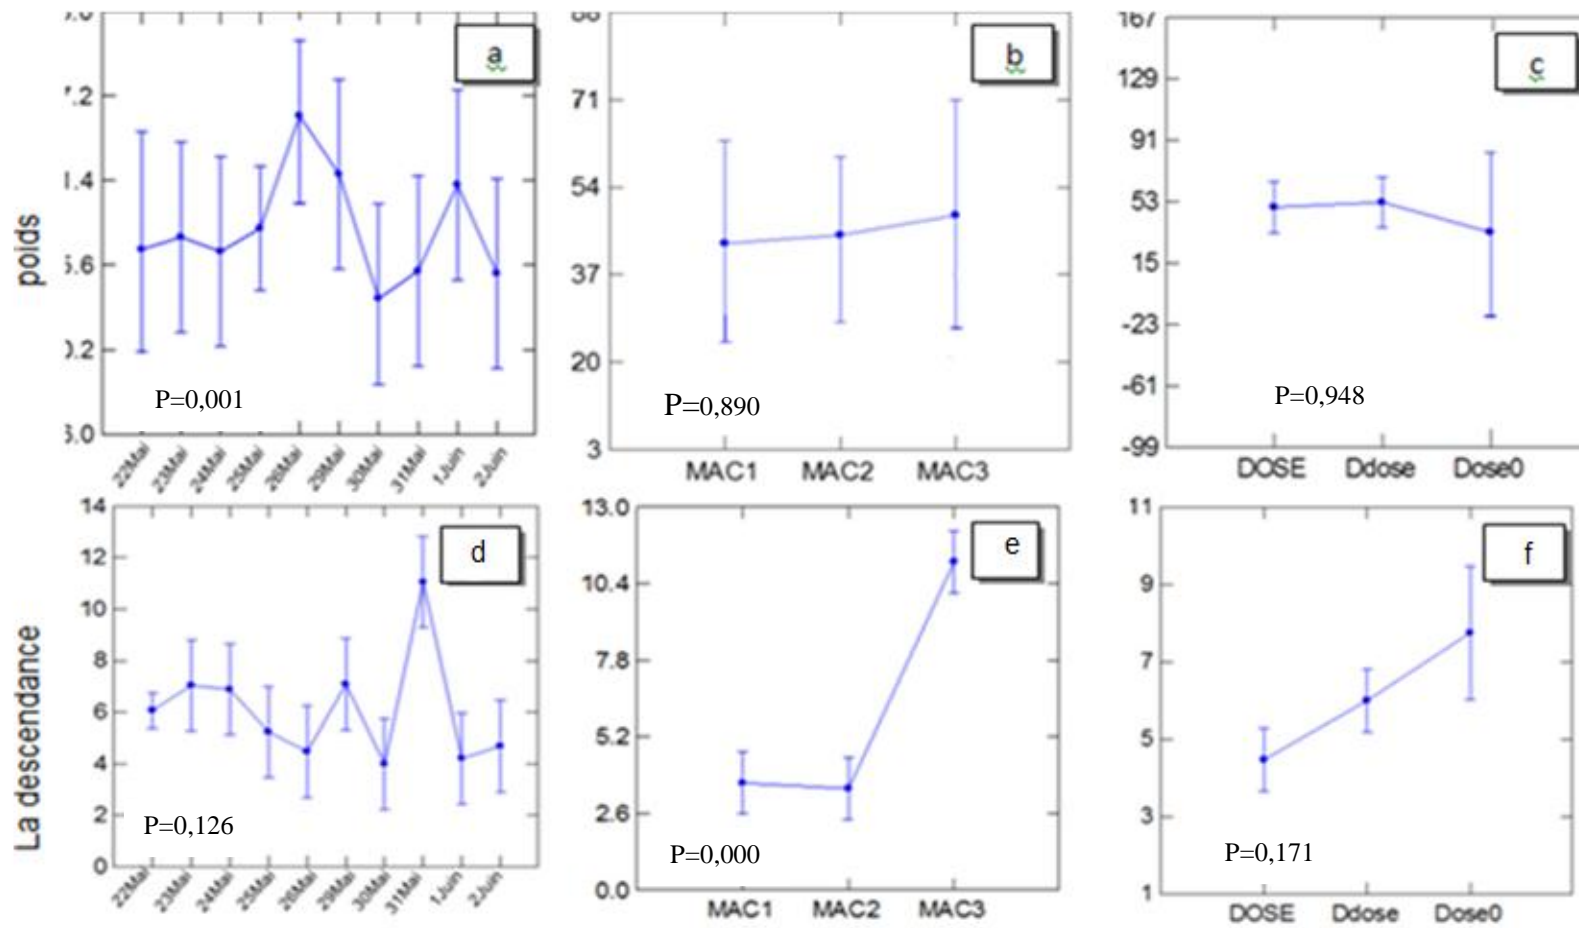 poids
a
P=0,001
22Mai
23Mai
24Mai
25Mai
26Mai
29Mai
30Mai
31Mai
1Juin
2Juin
b
71
54
37
20
3
P=0,890
MAC1 MAC2 MAC3
c
167
129
91
53
15
-23
-61
-99
P=0,948
DOSE Ddose Dose0
La descendance
d
14
12
10
8
6
4
2
0
P=0,126
22Mai
23Mai
24Mai
25Mai
26Mai
29Mai
30Mai
31Mai
1Juin
2Juin
e
13.0
10.4
7.8
5.2
2.6
0.0
P=0,000
MAC1 MAC2 MAC3
f
11
9
7
5
3
1
P=0,171
DOSE Ddose Dose0